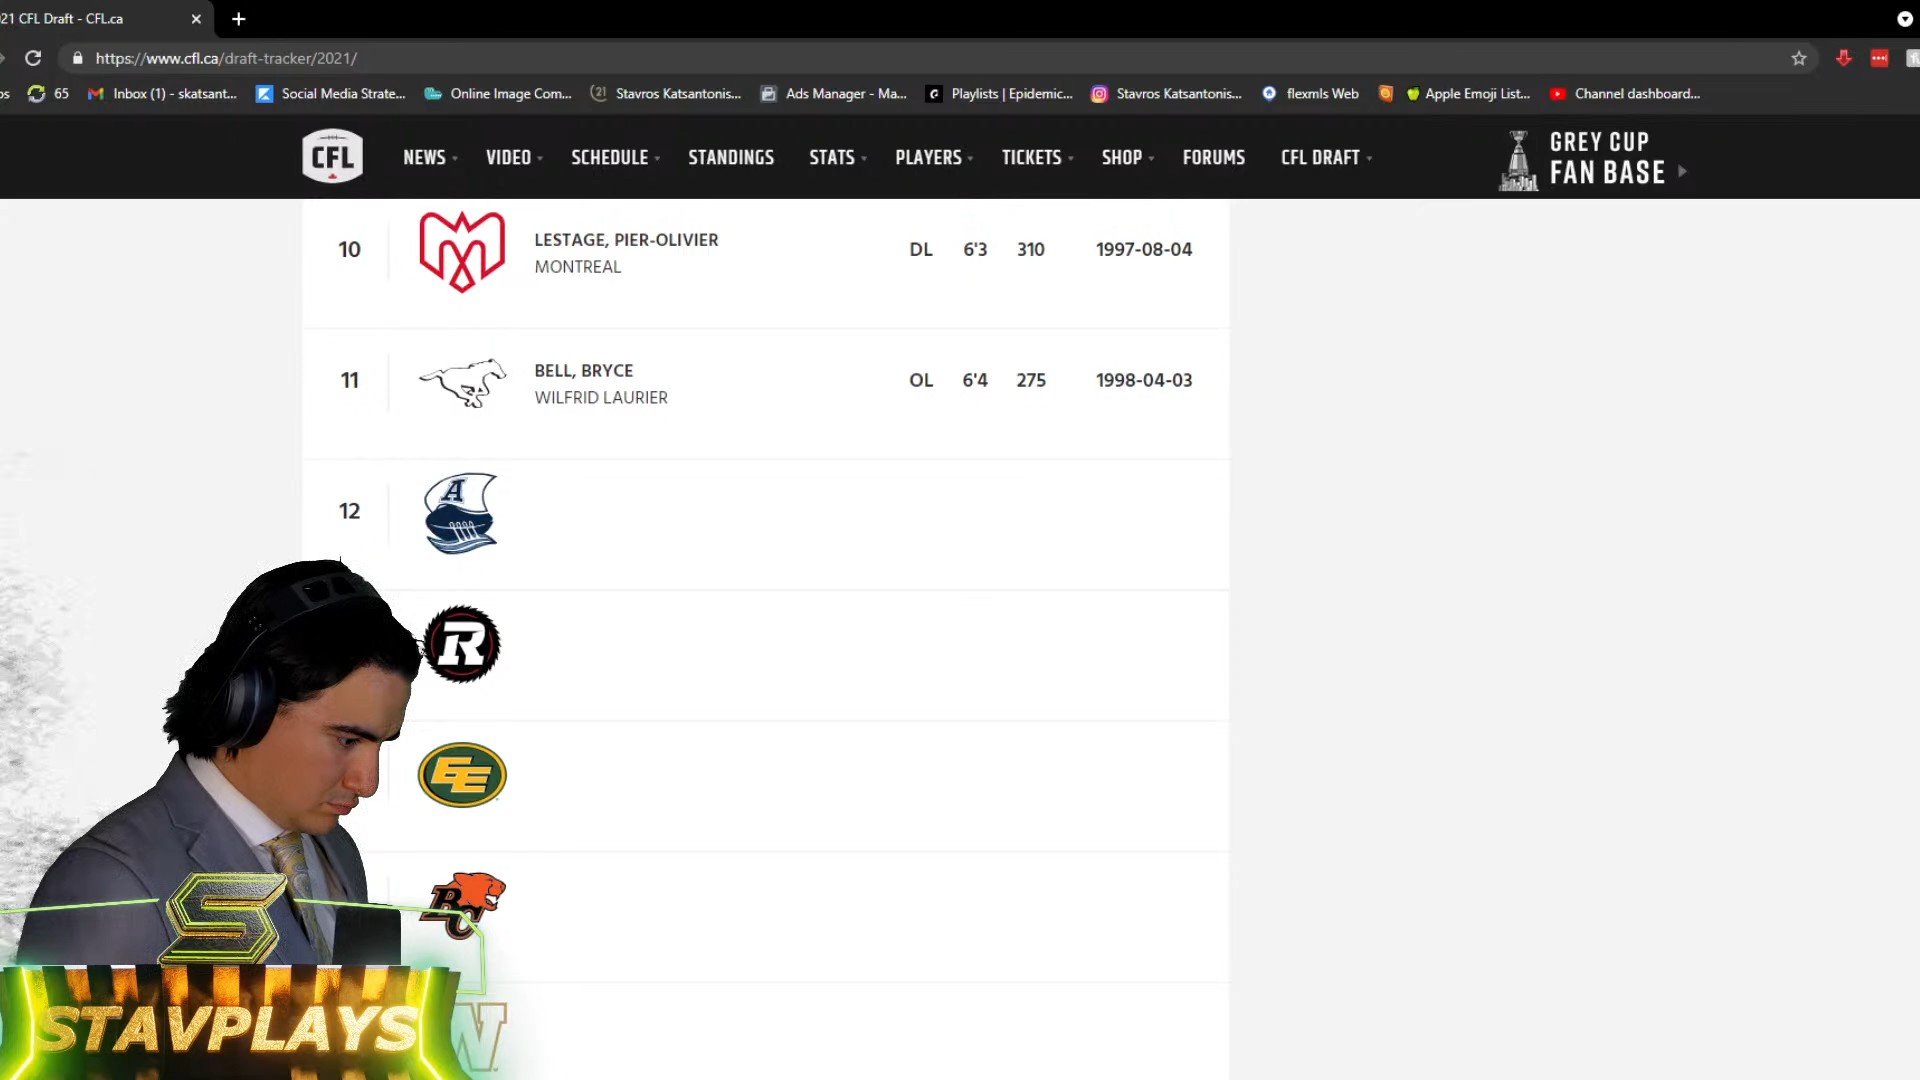 21 CFL Draft - CFL.ca
https://www.cfl.ca/draft-tracker/2021/
os
65
Inbox (1) - skatsant...
Social Media Strate...
Online Image Com...
Stavros Katsantonis...
Ads Manager - Ma...
Playlists | Epidemic...
Stavros Katsantonis...
flexmls Web
Apple Emoji List...
Channel dashboard...
CFL
NEWS
VIDEO
SCHEDULE
STANDINGS
STATS
PLAYERS
TICKETS
SHOP
FORUMS
CFL DRAFT
GREY CUP
FAN BASE
10
LESTAGE, PIER-OLIVIER
MONTREAL
DL
6'3
310
1997-08-04
11
BELL, BRYCE
WILFRID LAURIER
OL
6'4
275
1998-04-03
12
A
R
EE
BC
S
STAVPLAYS
W